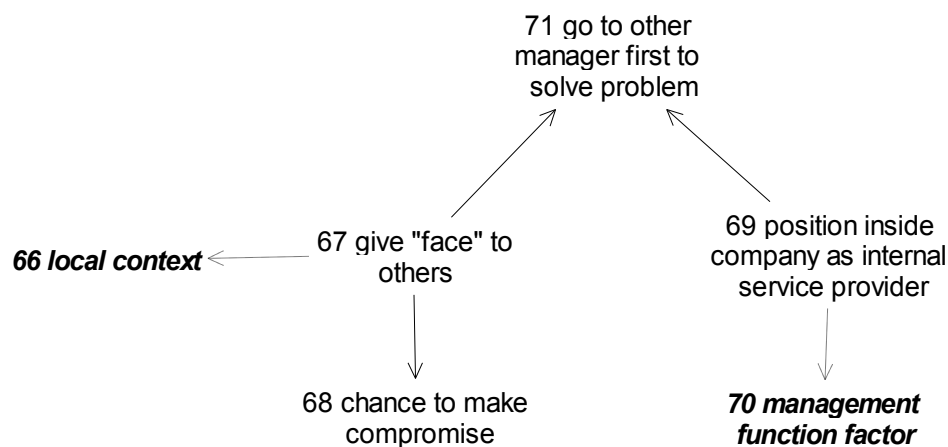 71 go to other
manager first to
solve problem
67 give "face" to
others
69 position inside
company as internal
service provider
66 local context
68 chance to make
compromise
70 management
function factor